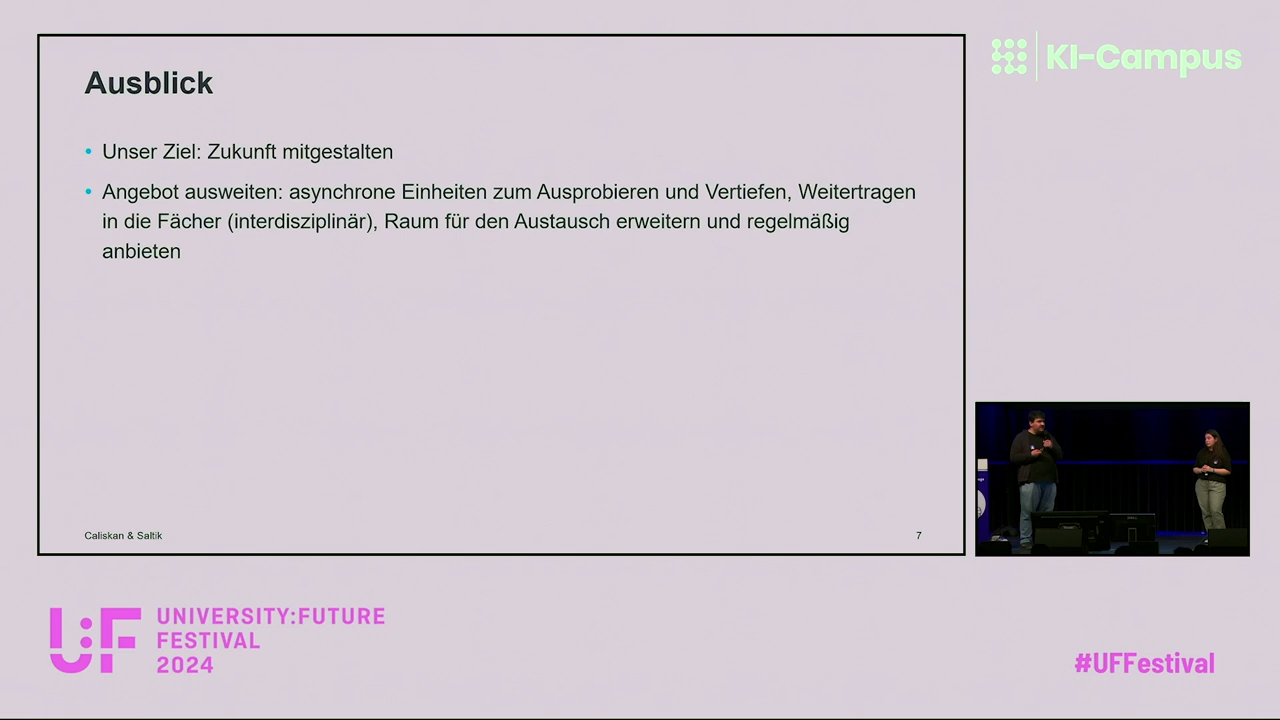 Ausblick
KI-Campus
• Unser Ziel: Zukunft mitgestalten
• Angebot ausweiten: asynchrone Einheiten zum Ausprobieren und Vertiefen, Weitertragen
in die Fächer (interdisziplinär), Raum für den Austausch erweitern und regelmäßig
anbieten
Caliskan & Saltik
7
U:F
UNIVERSITY:FUTURE
FESTIVAL
2024
#UFFestival